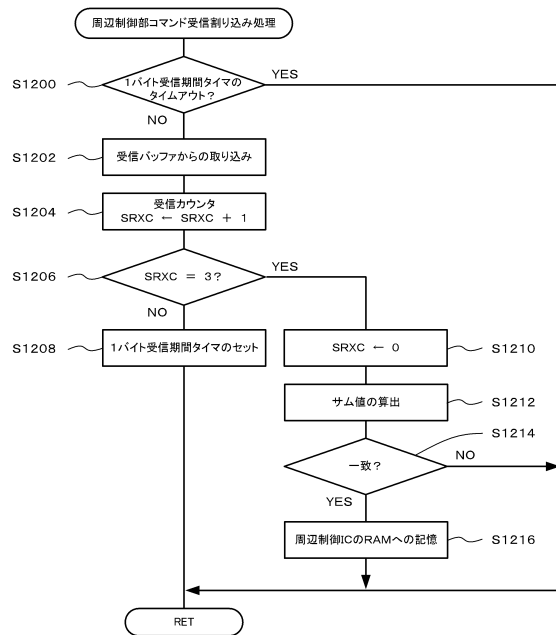 周辺制御部コマンド受信割り込み処理
S1200
1バイト受信期間タイマの
タイムアウト？
YES
NO
S1202
受信バッファからの取り込み
S1204
受信カウンタ
SRXC ← SRXC + 1
S1206
SRXC = 3?
YES
NO
S1208
1バイト受信期間タイマのセット
SRXC ← 0
S1210
サム値の算出
S1212
S1214
一致？
NO
YES
周辺制御ICのRAMへの記憶
S1216
RET